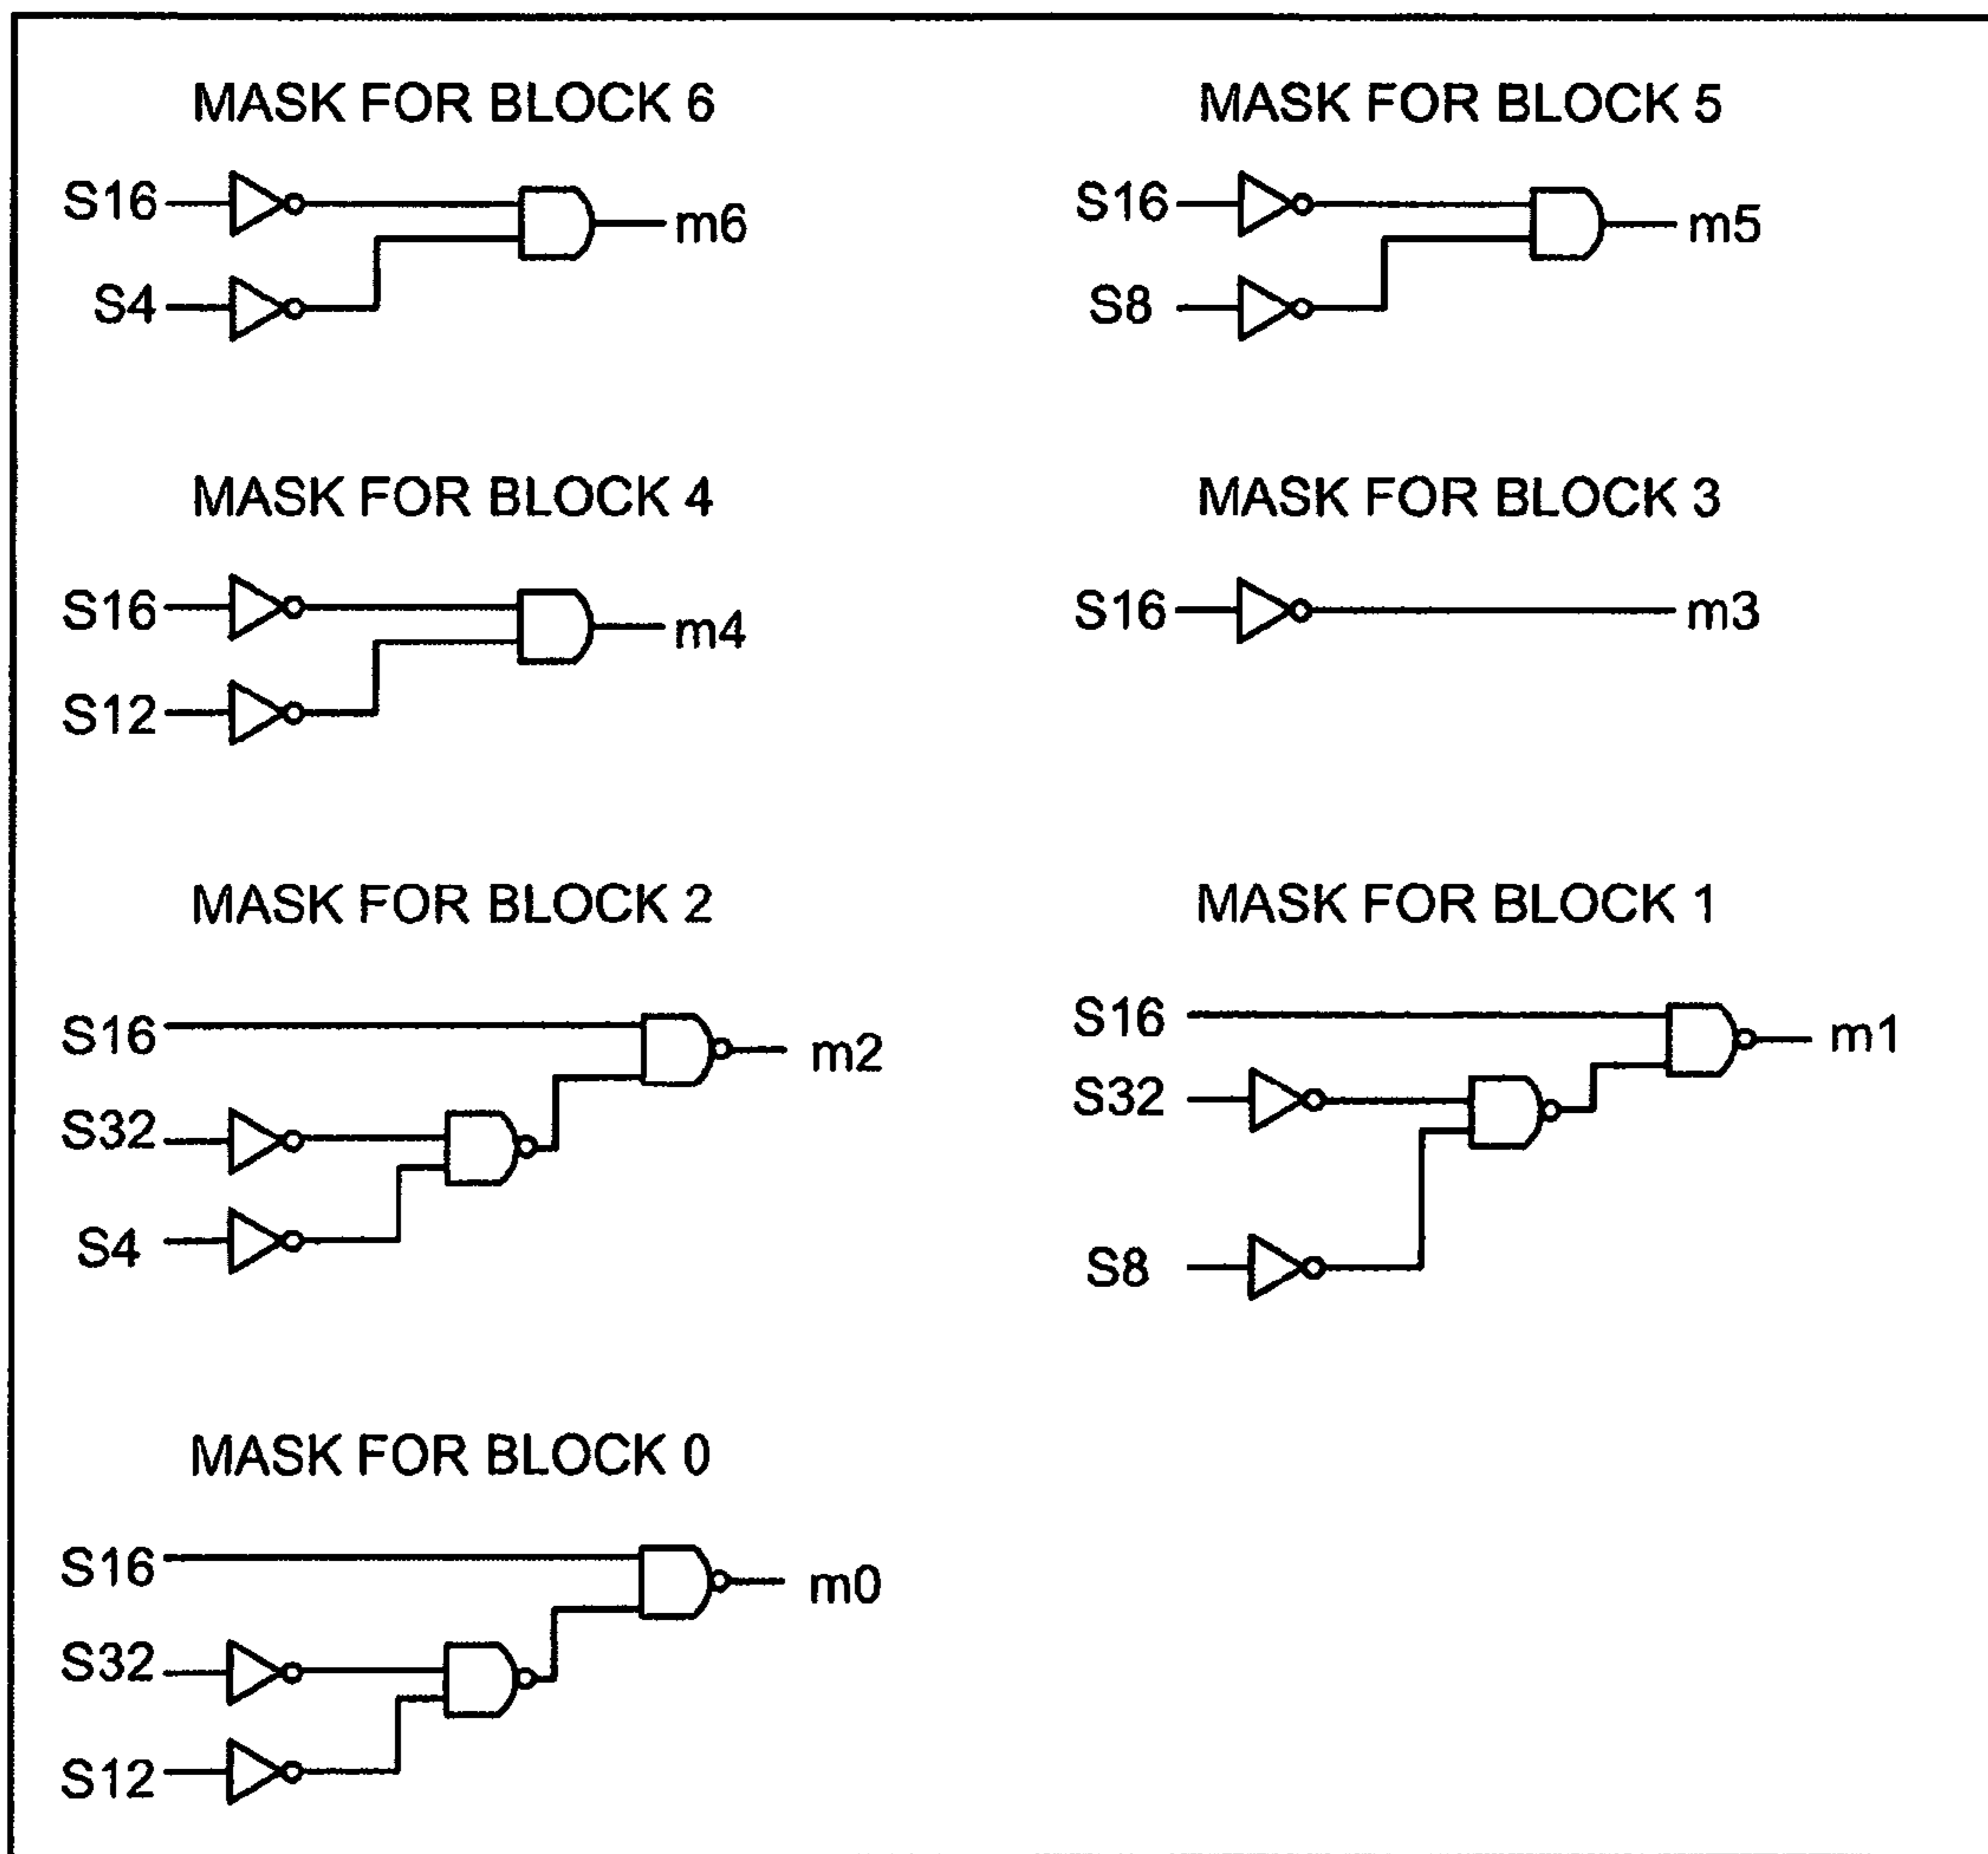 MASK FOR BLOCK 6
S16
m6
S4
MASK FOR BLOCK 5
S16
m5
S8
MASK FOR BLOCK 4
S16
m4
S12
MASK FOR BLOCK 3
S16
m3
MASK FOR BLOCK 2
S16
m2
S32
S4
MASK FOR BLOCK 1
S16
m1
S32
S8
MASK FOR BLOCK 0
S16
m0
S32
S12